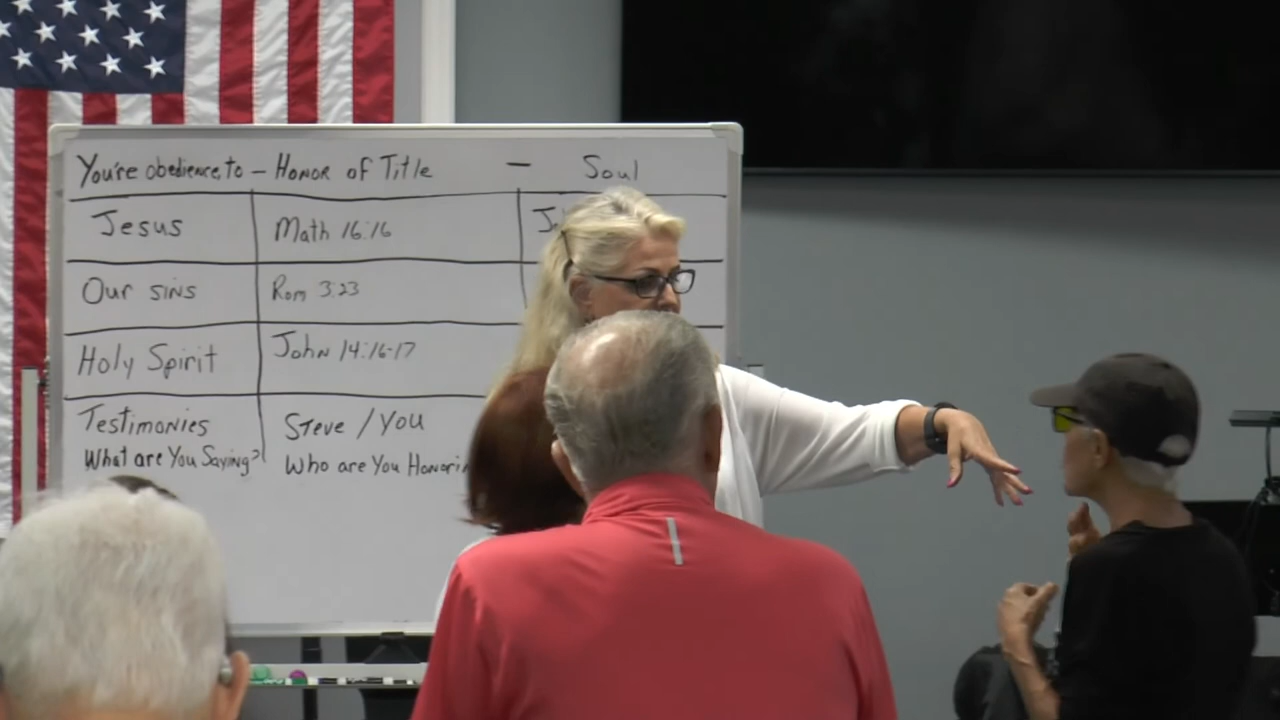 You're obedience to — Honor of Title — Soul
Jesus Math 16:16
Our sins Rom 3:23
Holy Spirit John 14:16-17
Testimonies Steve / You
What are You Saying? Who are You